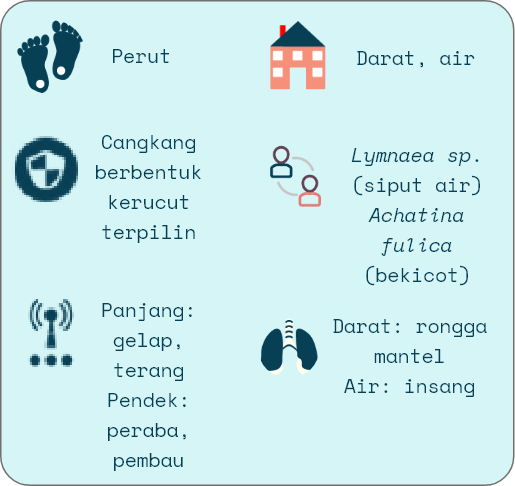 Perut
Darat, air
Cangkang
berbentuk
kerucut
terpilin
Lymnaea sp.
(siput air)
Achatina
fulica
(bekicot)
Panjang:
gelap,
terang
Pendek:
peraba,
pembau
Darat: rongga
mantel
Air: insang